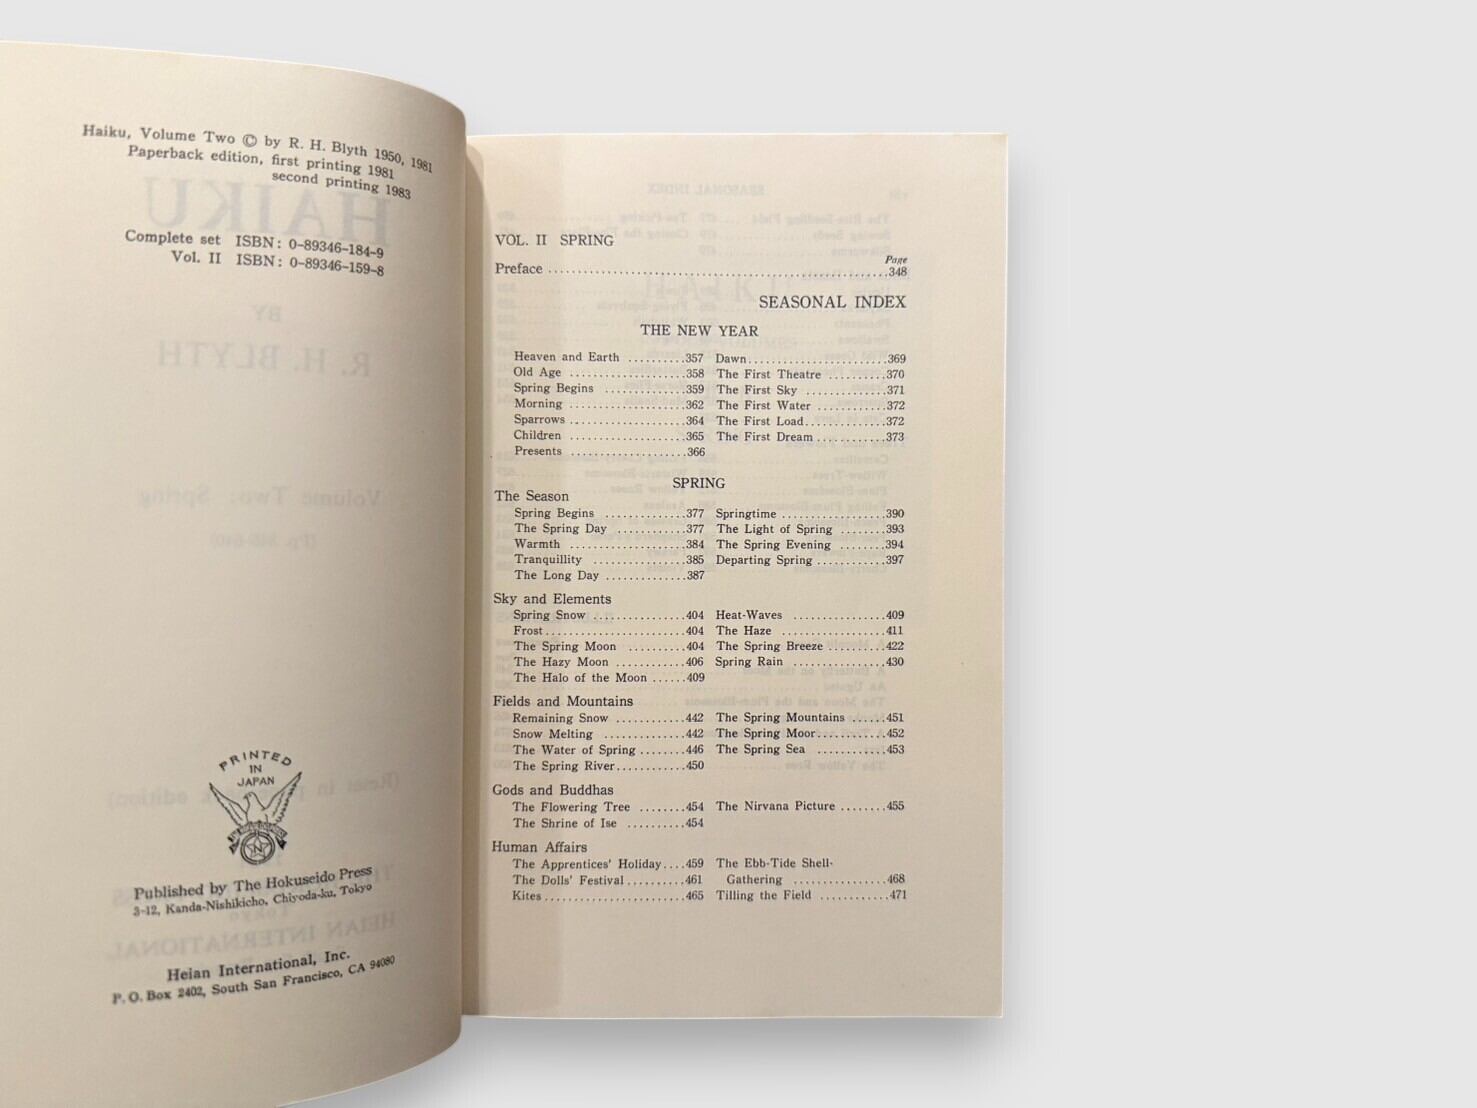 Haiku, Volume Two © by R. H. Blyth 1950, 1981
Paperback edition, first printing 1981
second printing 1983
Complete set ISBN: 0-89346-184-9
Vol. II ISBN: 0-89346-159-8
PRINTED
IN
JAPAN
N
Published by The Hokuseido Press
3-12, Kanda-Nishikicho, Chiyoda-ku, Tokyo
Heian International, Inc.
P. O. Box 2402, South San Francisco, CA 94080
VOL. II SPRING
Page
Preface ..........348
SEASONAL INDEX
THE NEW YEAR
Heaven and Earth ..........357
Old Age ..........358
Spring Begins ..........359
Morning ..........362
Sparrows ..........364
Children ..........365
Presents ..........366
Dawn ..........369
The First Theatre ..........370
The First Sky ..........371
The First Water ..........372
The First Load ..........372
The First Dream ..........373
SPRING
The Season
Spring Begins ..........377
The Spring Day ..........377
Warmth ..........384
Tranquillity ..........385
The Long Day ..........387
Springtime ..........390
The Light of Spring ..........393
The Spring Evening ..........394
Departing Spring ..........397
Sky and Elements
Spring Snow ..........404
Frost ..........404
The Spring Moon ..........404
The Hazy Moon ..........406
The Halo of the Moon ......409
Heat-Waves ..........409
The Haze ..........411
The Spring Breeze ..........422
Spring Rain ..........430
Fields and Mountains
Remaining Snow ..........442
Snow Melting ..........442
The Water of Spring ..........446
The Spring River ..........450
The Spring Mountains ..........451
The Spring Moor ..........452
The Spring Sea ..........453
Gods and Buddhas
The Flowering Tree ..........454
The Shrine of Ise ..........454
The Nirvana Picture ..........455
Human Affairs
The Apprentices' Holiday ....459
The Dolls' Festival ..........461
Kites ..........465
The Ebb-Tide Shell-
Gathering ..........468
Tilling the Field ..........471